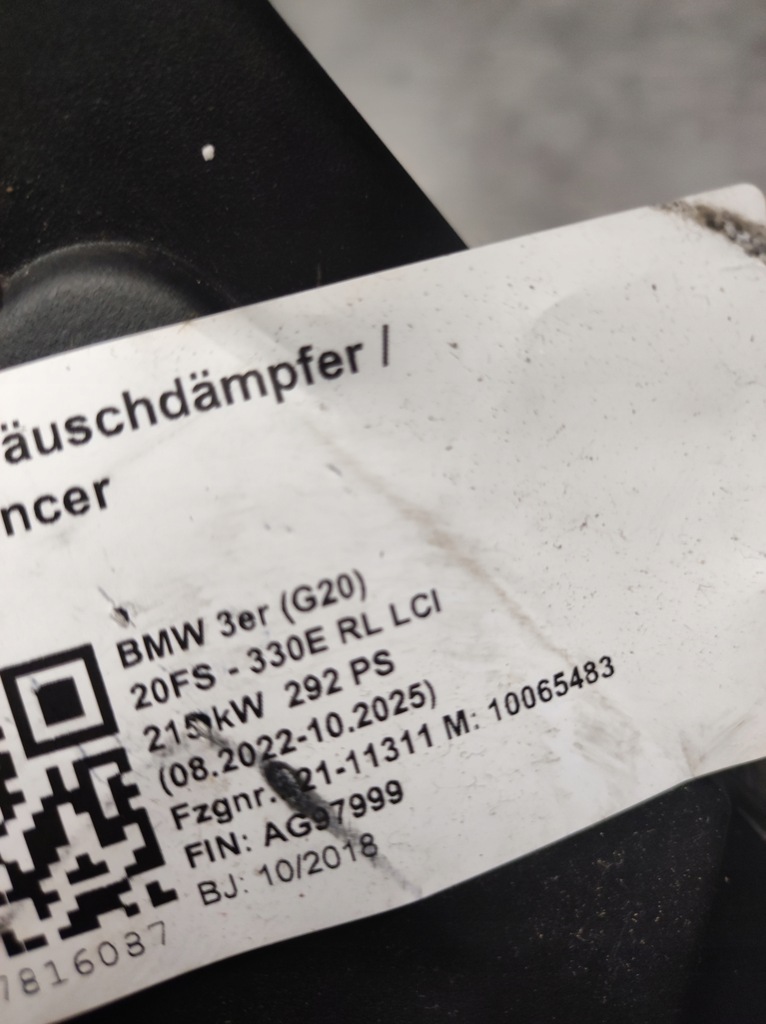 äuschdämpfer /
ncer
BMW 3er (G20)
20FS - 330E RL LCI
215 kW 292 PS
(08.2022-10.2025)
Fzgnr.: 21-11311 M: 10065483
FIN: AG97999
BJ: 10/2018
7816087